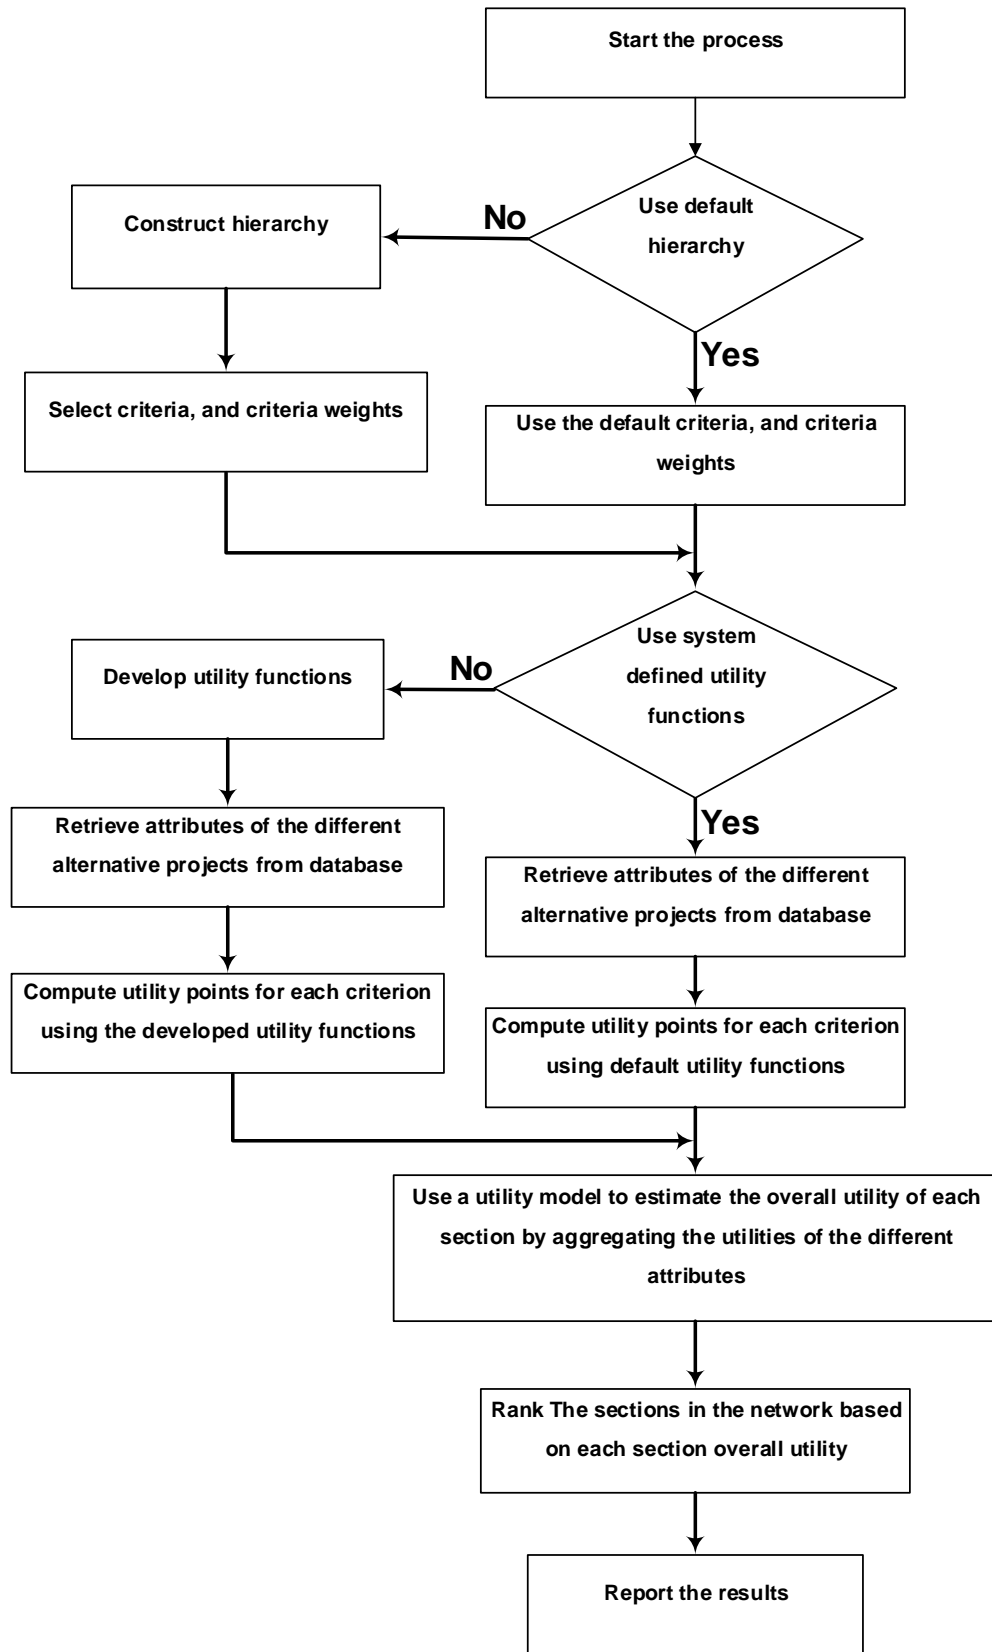 Start the process
Use default
hierarchy
No
Construct hierarchy
Yes
Select criteria, and criteria weights
Use the default criteria, and criteria
weights
Use system
defined utility
functions
No
Develop utility functions
Yes
Retrieve attributes of the different
alternative projects from database
Retrieve attributes of the different
alternative projects from database
Compute utility points for each criterion
using the developed utility functions
Compute utility points for each criterion
using default utility functions
Use a utility model to estimate the overall utility of each
section by aggregating the utilities of the different
attributes
Rank The sections in the network based
on each section overall utility
Report the results